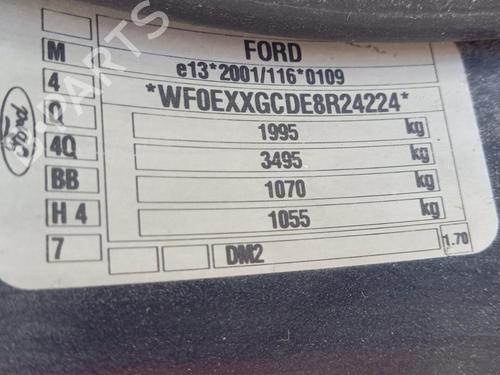 FORD
M
e13*2001/116*0109
4
*WF0EXXGCDE8R24224*
Q
1995 kg
4Q
3495 kg
BB
1070 kg
H 4
1055 kg
7
DM2
1.70